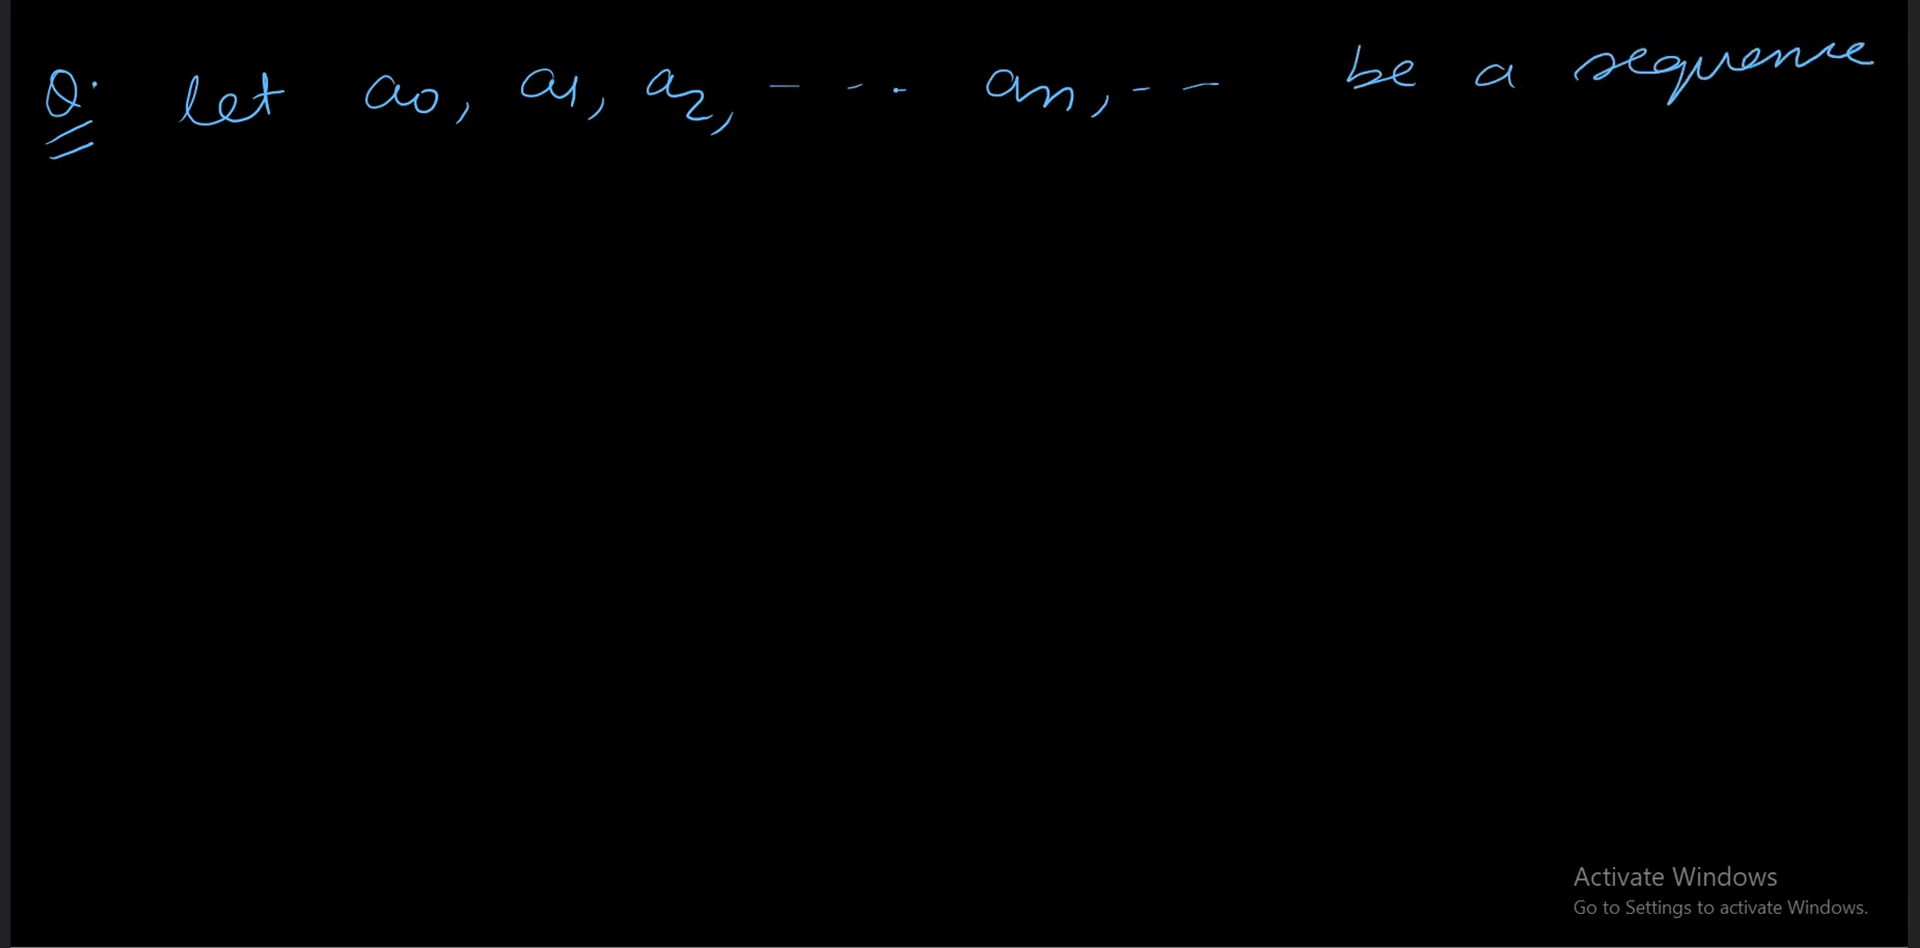 Q. let a0, a1, a2, - - .. an, - - be a sequence
Activate Windows
Go to Settings to activate Windows.